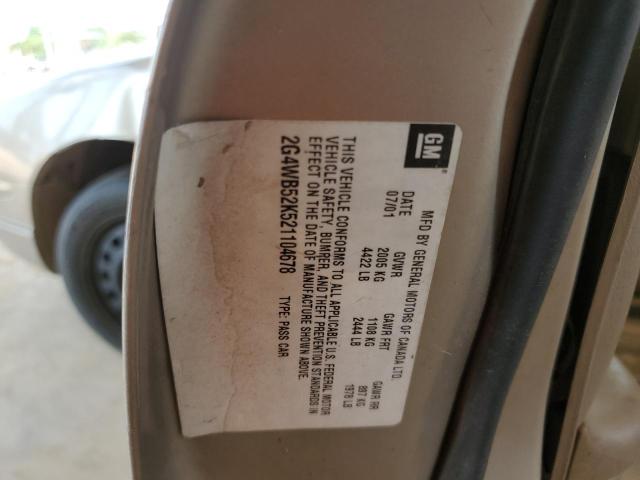 GM
MFD BY GENERAL MOTORS OF CANADA LTD.
DATE GVWR GAWR FRT GAWR RR
07/01 2005 KG 1108 KG 897 KG
4422 LB 2444 LB 1978 LB
THIS VEHICLE CONFORMS TO ALL APPLICABLE U.S. FEDERAL MOTOR
VEHICLE SAFETY, BUMPER, AND THEFT PREVENTION STANDARDS IN
EFFECT ON THE DATE OF MANUFACTURE SHOWN ABOVE.
2G4WB52K521104678 TYPE: PASS CAR